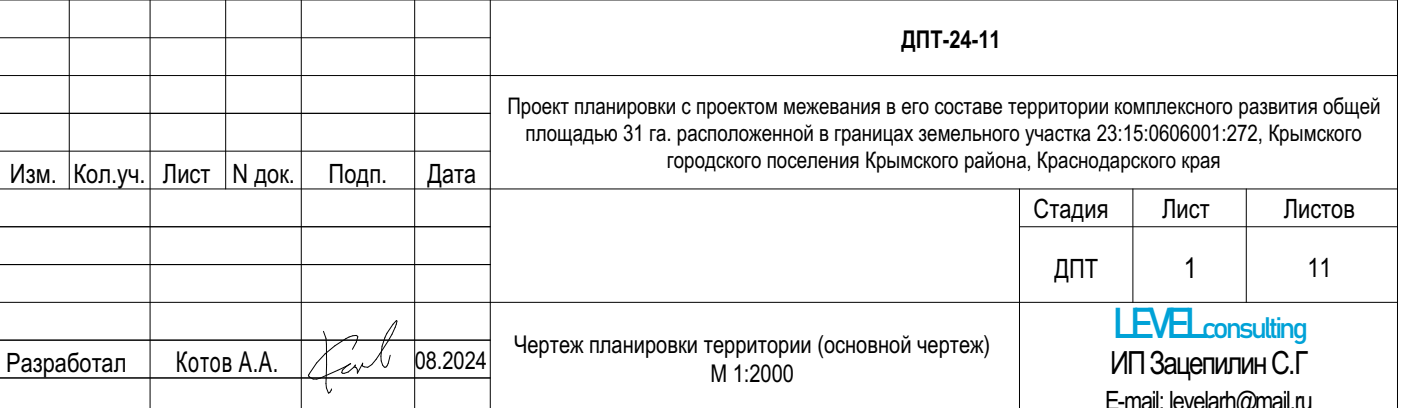 ДПТ-24-11
Проект планировки с проектом межевания в его составе территории комплексного развития общей
площадью 31 га. расположенной в границах земельного участка 23:15:0606001:272, Крымского
городского поселения Крымского района, Краснодарского края
Изм. Кол.уч. Лист N док. Подп. Дата
Стадия Лист Листов
ДПТ 1 11
Разработал Котов А.А. 08.2024
Чертеж планировки территории (основной чертеж)
М 1:2000
LEVELconsulting
ИП Зацепилин С.Г
E-mail: levelarh@mail.ru